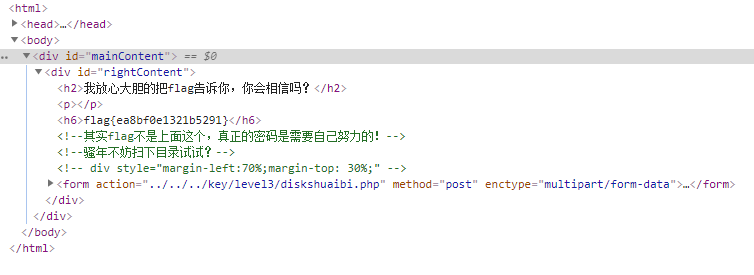 <html>
▶<head>…</head>
▼<body>
… ▼<div id="mainContent"> == $0
▼<div id="rightContent">
<h2>我放心大胆的把flag告诉你，你会相信吗？</h2>
<p></p>
<h6>flag{ea8bf0e1321b5291}</h6>
<!--其实flag不是上面这个，真正的密码是需要自己努力的！-->
<!--骚年不妨扫下目录试试？-->
<!-- div style="margin-left:70%;margin-top: 30%;" -->
▶<form action="../../../key/level3/diskshuaibi.php" method="post" enctype="multipart/form-data">…</form>
</div>
</div>
</body>
</html>